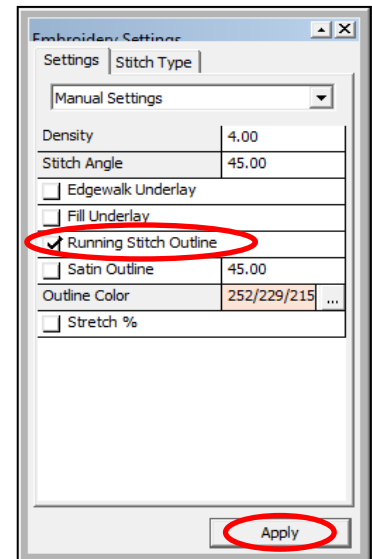 Embroidery Settings
Settings Stitch Type
Manual Settings
Density 4.00
Stitch Angle 45.00
Edgewalk Underlay
Fill Underlay
Running Stitch Outline
Satin Outline 45.00
Outline Color 252/229/215 ...
Stretch %
Apply